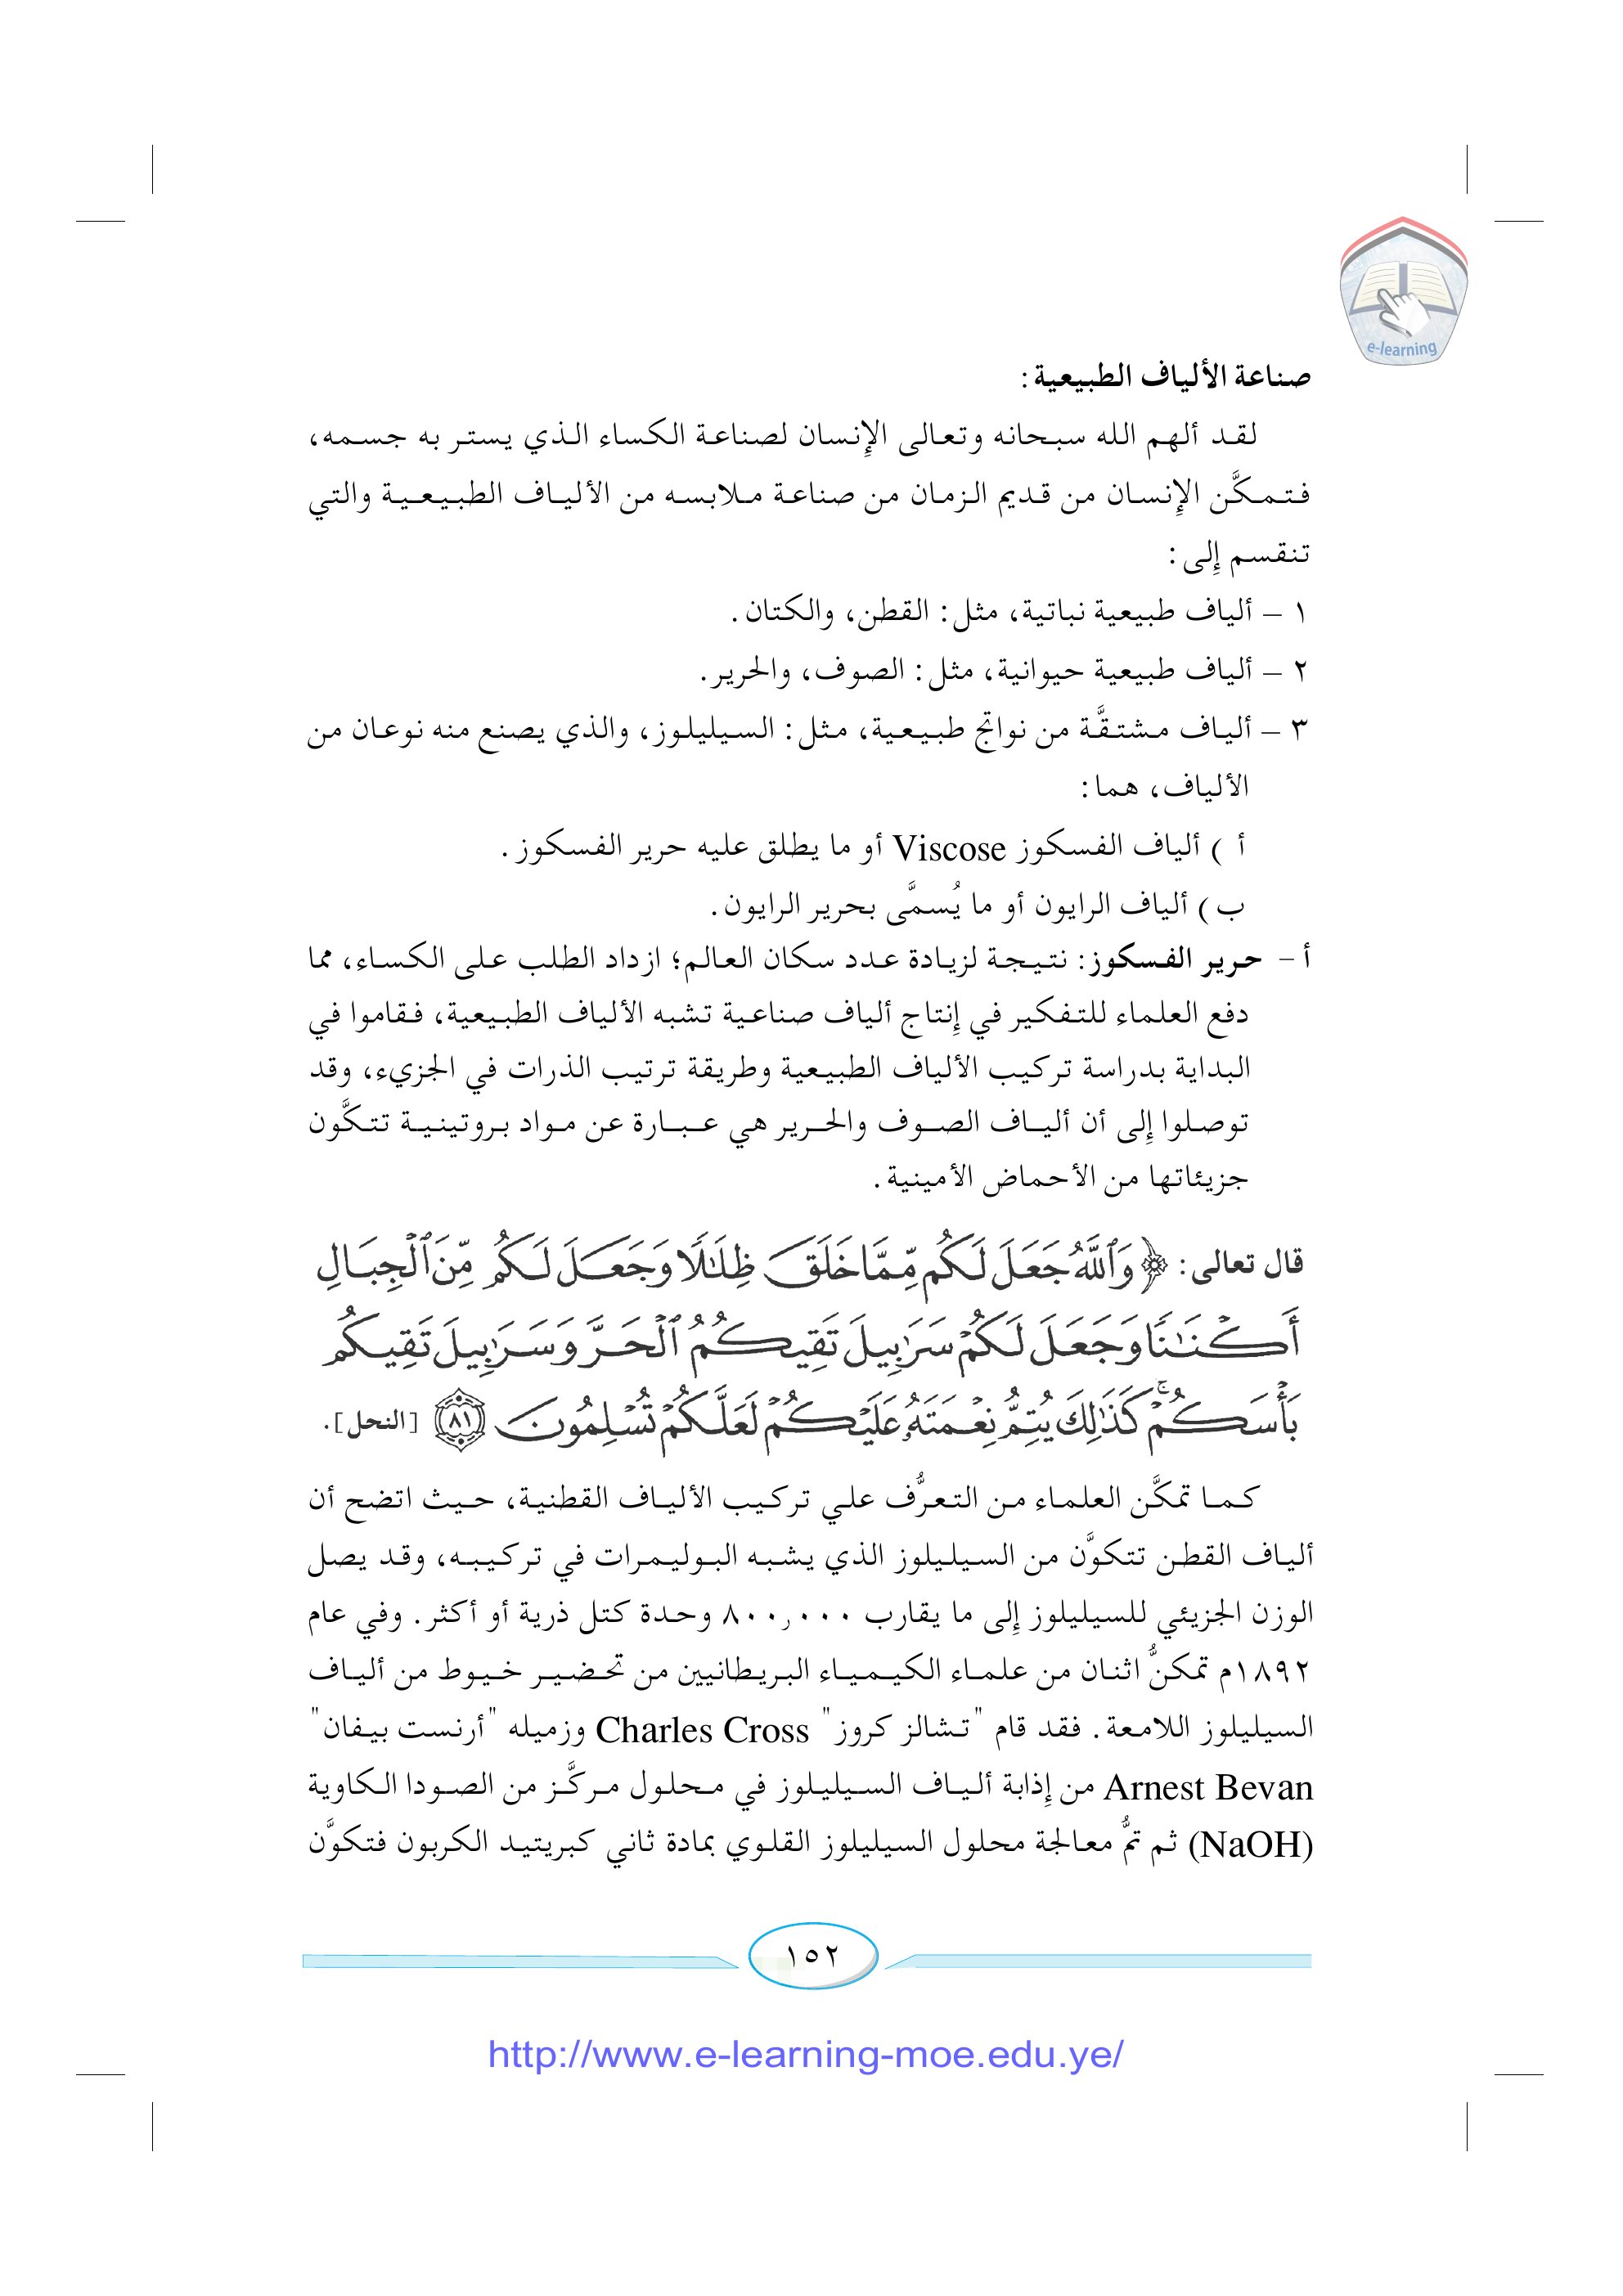 e-learning
صناعة الألياف الطبيعية:
لقد ألهم الله سبحانه وتعالى الإِنسان لصناعة الكساء الذي يستر به جسمه،
فتمكَّن الإِنسان من قديم الزمان من صناعة ملابسه من الألياف الطبيعية والتي
تنقسم إِلى:
١ – ألياف طبيعية نباتية، مثل: القطن، والكتان.
٢ – ألياف طبيعية حيوانية، مثل: الصوف، والحرير.
٣ – ألياف مشتقَّة من نواتج طبيعية، مثل: السيليلوز، والذي يصنع منه نوعان من
الألياف، هما:
أ ) ألياف الفسكوز Viscose أو ما يطلق عليه حرير الفسكوز.
ب) ألياف الرايون أو ما يُسمَّى بحرير الرايون.
أ - حرير الفسكوز: نتيجة لزيادة عدد سكان العالم؛ ازداد الطلب على الكساء، مما
دفع العلماء للتفكير في إِنتاج ألياف صناعية تشبه الألياف الطبيعية، فقاموا في
البداية بدراسة تركيب الألياف الطبيعية وطريقة ترتيب الذرات في الجزيء، وقد
توصلوا إِلى أن ألياف الصوف والحرير هي عبارة عن مواد بروتينية تتكَّون
جزيئاتها من الأحماض الأمينية.
قال تعالى: ﴿وَٱللَّهُ جَعَلَ لَكُم مِّمَّا خَلَقَ ظِلَٰلًا وَجَعَلَ لَكُم مِّنَ ٱلْجِبَالِ
أَكْنَٰنًا وَجَعَلَ لَكُمْ سَرَٰبِيلَ تَقِيكُمُ ٱلْحَرَّ وَسَرَٰبِيلَ تَقِيكُم
بَأْسَكُمْ ۚ كَذَٰلِكَ يُتِمُّ نِعْمَتَهُۥ عَلَيْكُمْ لَعَلَّكُمْ تُسْلِمُونَ ٨١ [النحل].
كما تمكَّن العلماء من التعرُّف علي تركيب الألياف القطنية، حيث اتضح أن
ألياف القطن تتكوَّن من السيليلوز الذي يشبه البوليمرات في تركيبه، وقد يصل
الوزن الجزيئي للسيليلوز إِلى ما يقارب ٨٠٠,٠٠٠ وحدة كتل ذرية أو أكثر. وفي عام
١٨٩٢م تمكنُّ اثنان من علماء الكيمياء البريطانيين من تحضير خيوط من ألياف
السيليلوز اللامعة. فقد قام "تشالز كروز" Charles Cross وزميله "أرنست بيفان"
Arnest Bevan من إِذابة ألياف السيليلوز في محلول مركَّز من الصودا الكاوية
(NaOH) ثم تمُّ معالجة محلول السيليلوز القلوي بمادة ثاني كبريتيد الكربون فتكوَّن
١٥٢
http://www.e-learning-moe.edu.ye/